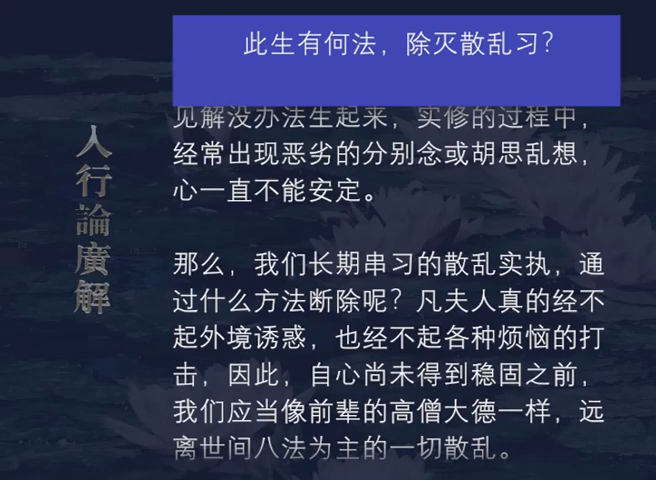 此生有何法，除灭散乱习？
见解没办法生起来，实修的过程中，
经常出现恶劣的分别念或胡思乱想，
心一直不能安定。
那么，我们长期串习的散乱实执，通
过什么方法断除呢？凡夫人真的经不
起外境诱惑，也经不起各种烦恼的打
击，因此，自心尚未得到稳固之前，
我们应当像前辈的高僧大德一样，远
离世间八法为主的一切散乱。
入行論廣解